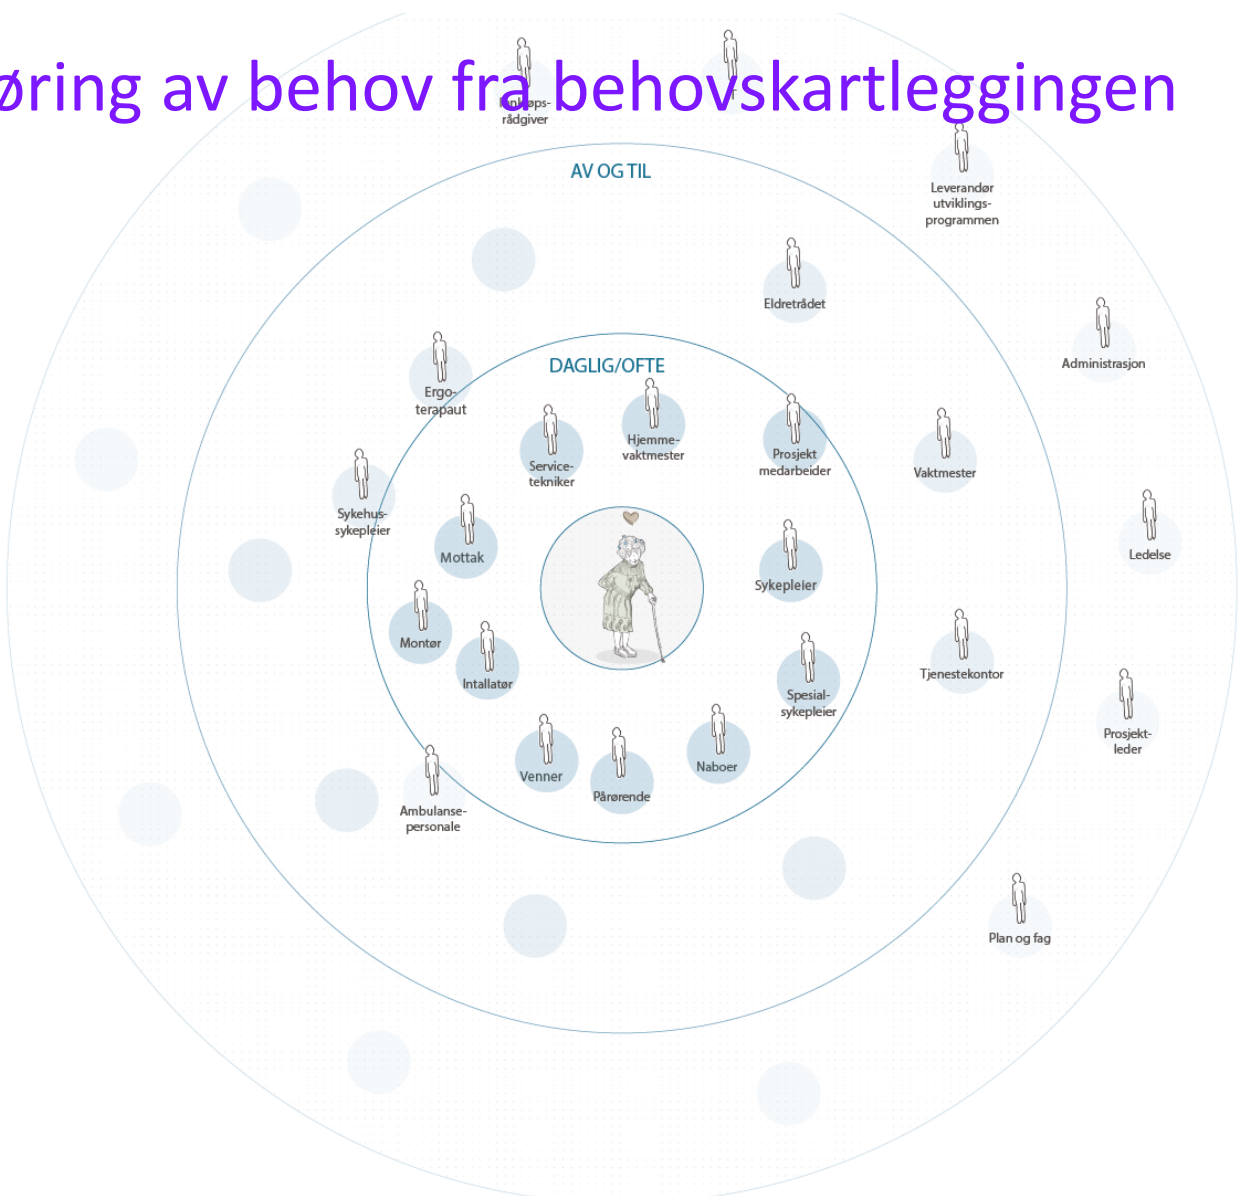 øring av behov fra behovskartleggingen
rådgiver
AV OG TIL
Leverandør
utviklings-
programmen
Eldretrådet
Administrasjon
DAGLIG/OFTE
Ergo-
terapaut
Hjemme-
vaktmester
Prosjekt
medarbeider
Service-
tekniker
Vaktmester
Sykehus-
sykepleier
Mottak
Ledelse
Sykepleier
Montør
Intallatør
Tjenestekontor
Spesial-
sykepleier
Prosjekt-
leder
Venner
Pårørende
Naboer
Ambulanse-
personale
Plan og fag